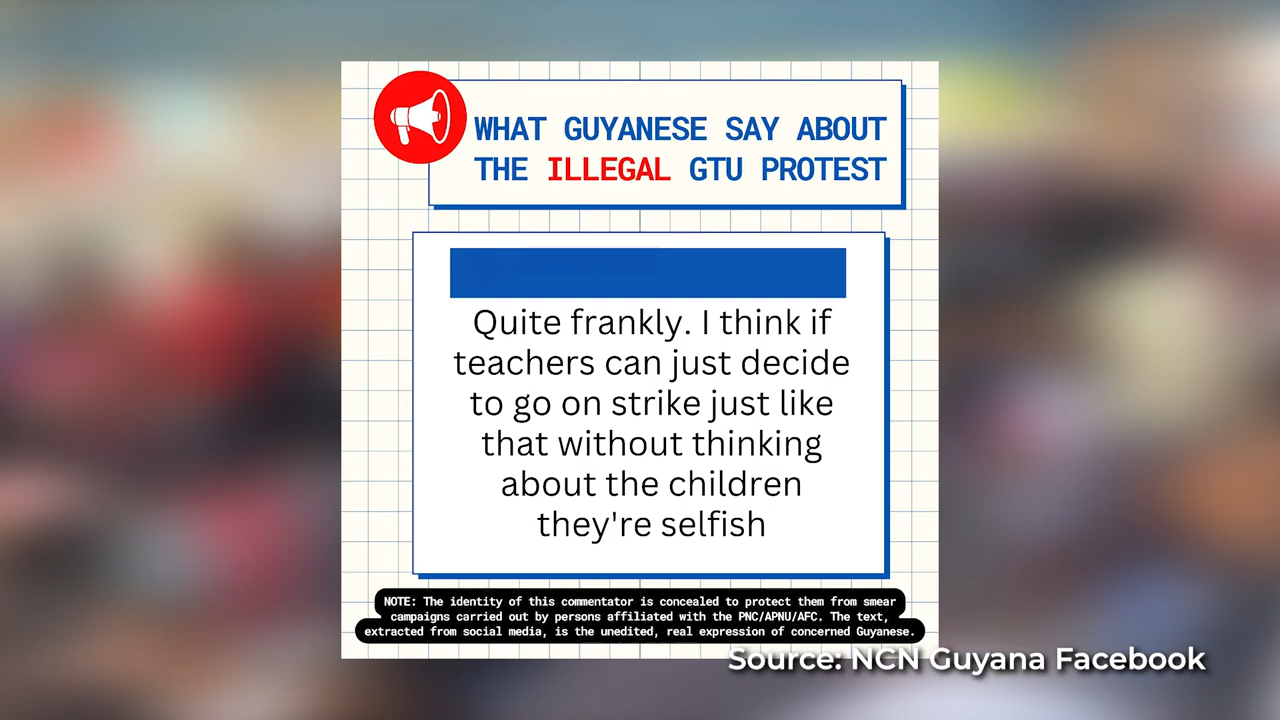 WHAT GUYANESE SAY ABOUT
THE ILLEGAL GTU PROTEST
Quite frankly. I think if
teachers can just decide
to go on strike just like
that without thinking
about the children
they're selfish
NOTE: The identity of this commentator is concealed to protect them from smear
campaigns carried out by persons affiliated with the PNC/APNU/AFC. The text,
extracted from social media, is the unedited, real expression of concerned Guyanese.
Source: NCN Guyana Facebook